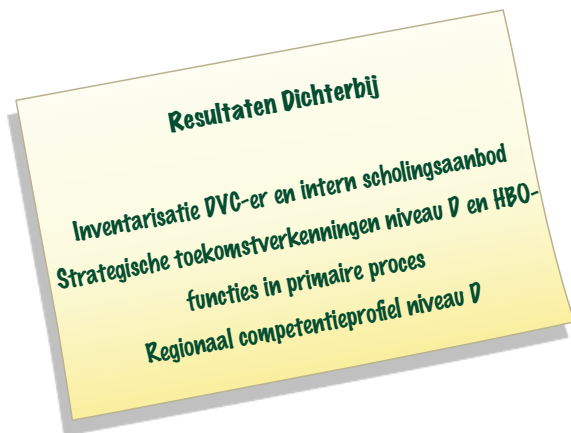 Resultaten Dichterbij
Inventarisatie DVC-er en intern scholingsaanbod
Strategische toekomstverkenningen niveau D en HBO-
functies in primaire proces
Regionaal competentieprofiel niveau D